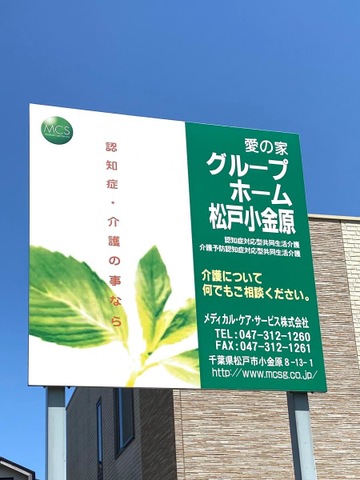 MCS
認知症・介護の事なら
愛の家
グループ
ホーム
松戸小金原
認知症対応型共同生活介護
介護予防認知症対応型共同生活介護
介護について
何でもご相談ください。
メディカル・ケア・サービス株式会社
TEL:047-312-1260
FAX:047-312-1261
千葉県松戸市小金原8-13-1
http://www.mcsg.co.jp/